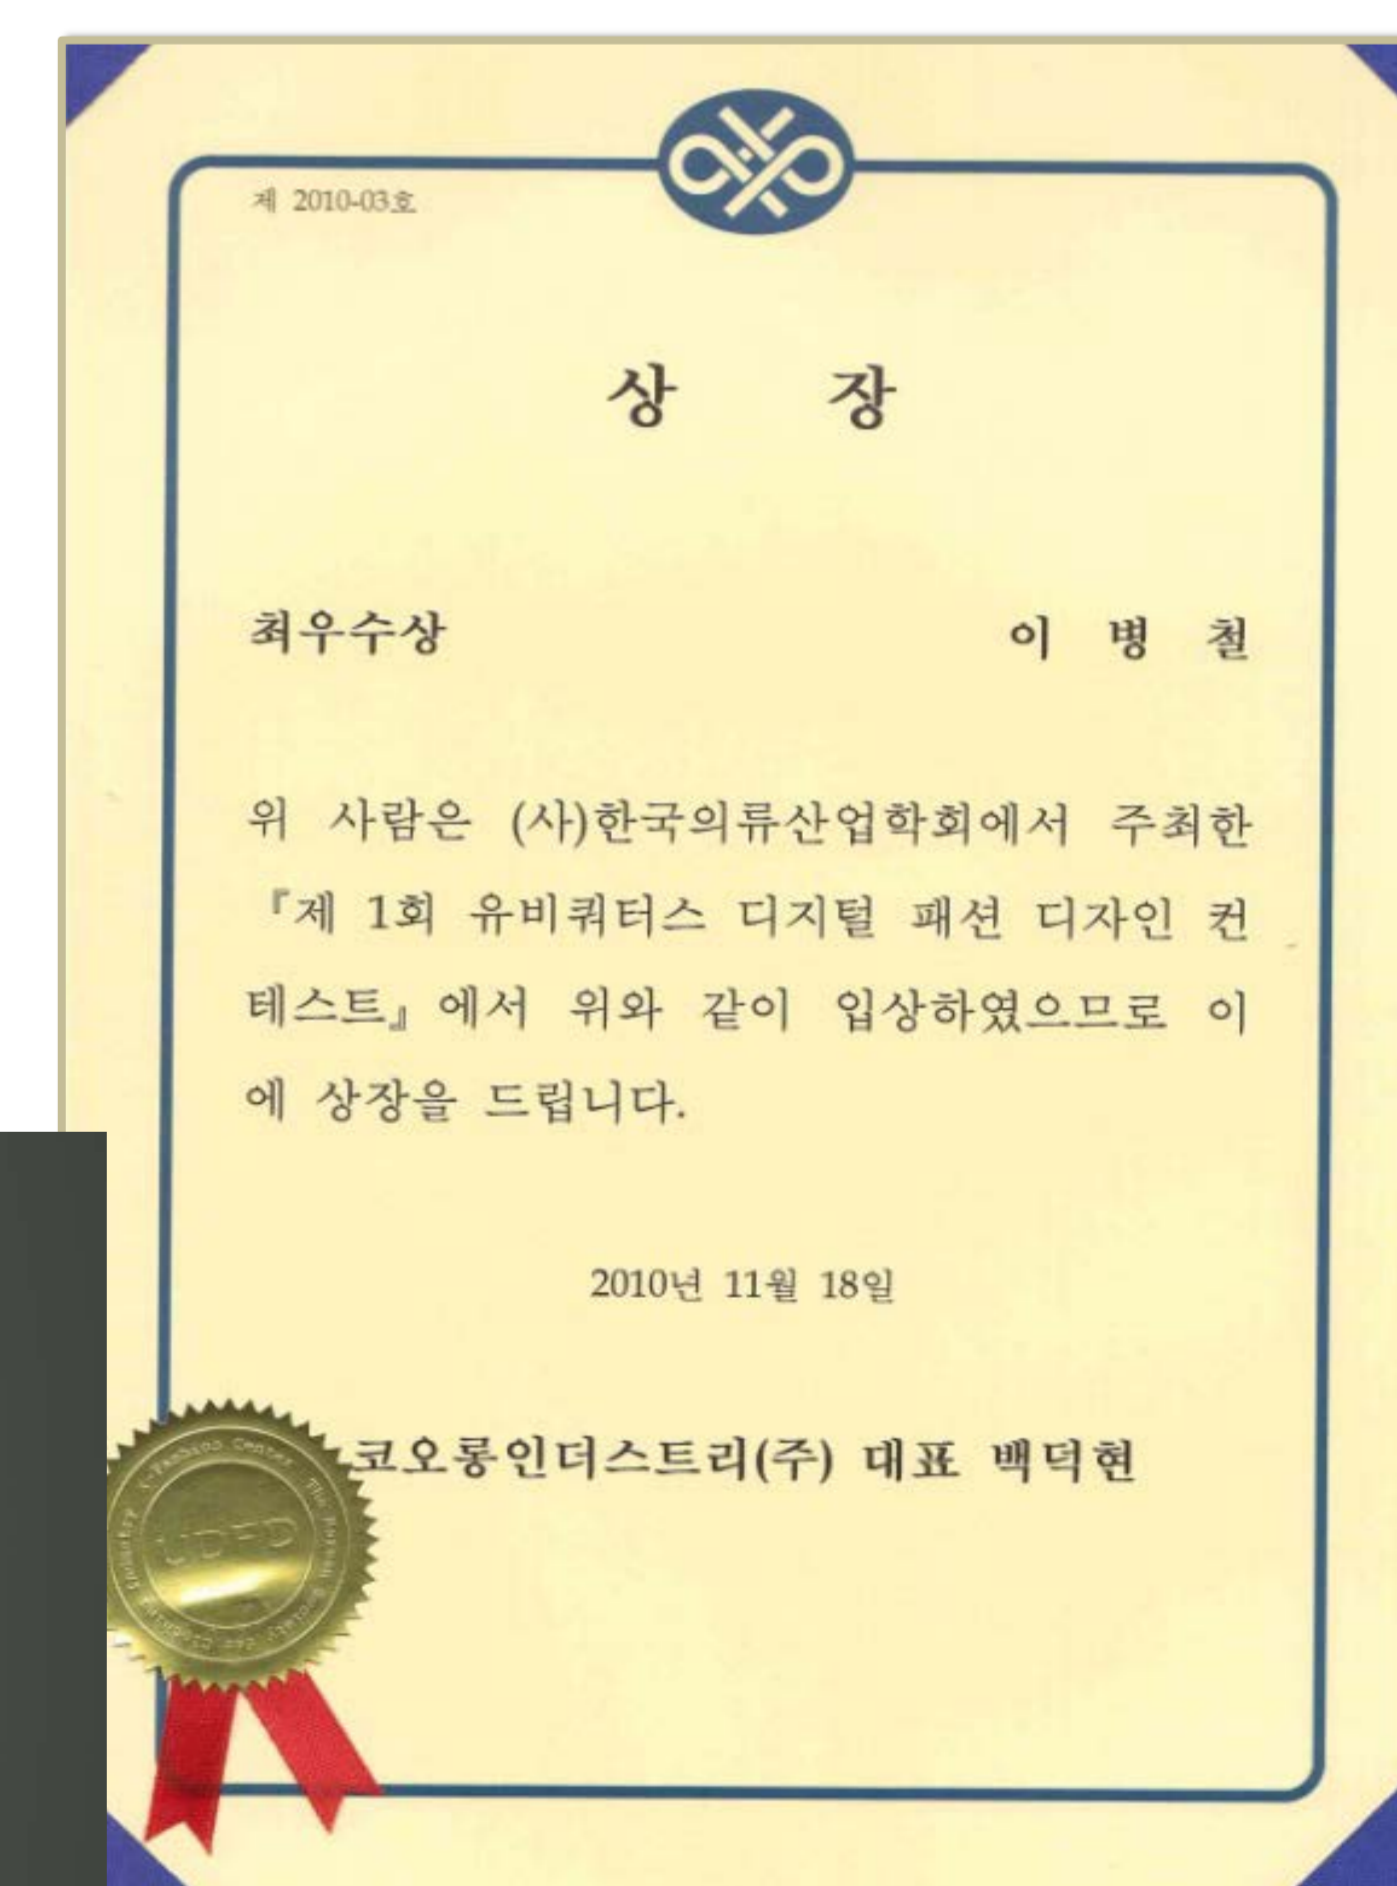 제 2010-03호
상 장
최우수상 이 병 철
위 사람은 (사)한국의류산업학회에서 주최한
『제 1회 유비쿼터스 디지털 패션 디자인 컨
테스트』에서 위와 같이 입상하였으므로 이
에 상장을 드립니다.
2010년 11월 18일
코오롱인더스트리(주) 대표 백덕현
UDFD